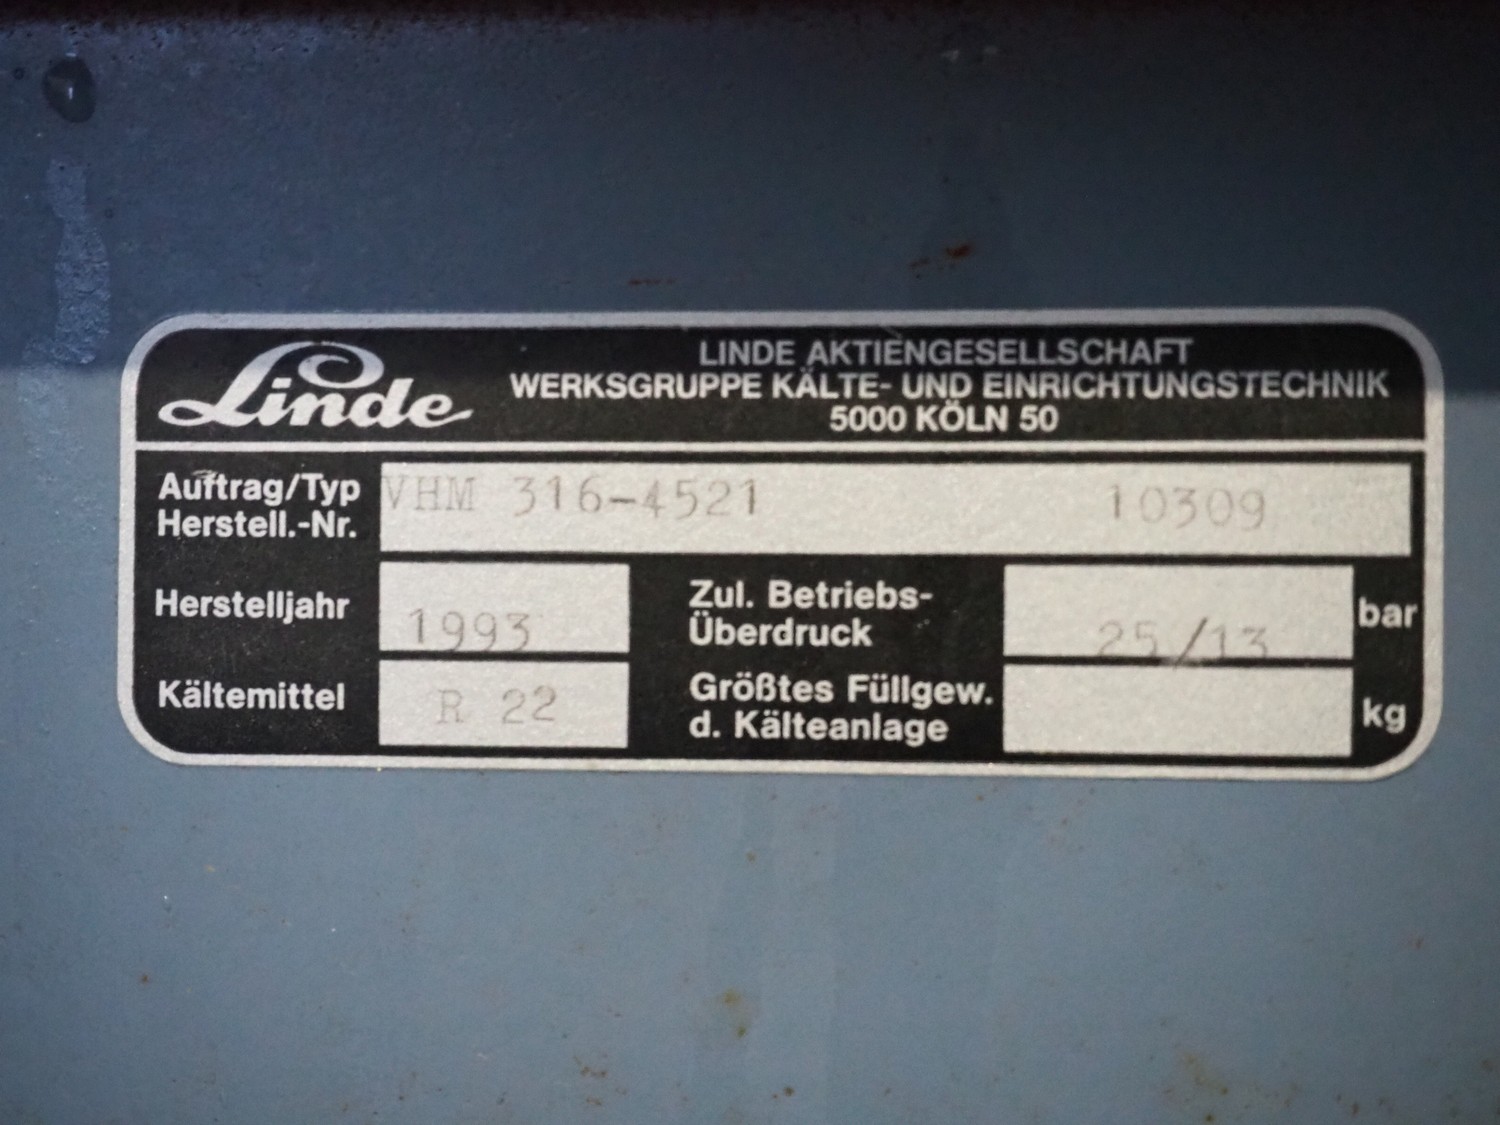 Linde
LINDE AKTIENGESELLSCHAFT
WERKSGRUPPE KÄLTE- UND EINRICHTUNGSTECHNIK
5000 KÖLN 50
Auftrag/Typ VHM 316-4521 10309
Herstell.-Nr.
Herstelljahr 1993
Zul. Betriebs-
Überdruck 25/13 bar
Kältemittel R 22
Größtes Füllgew.
d. Kälteanlage kg